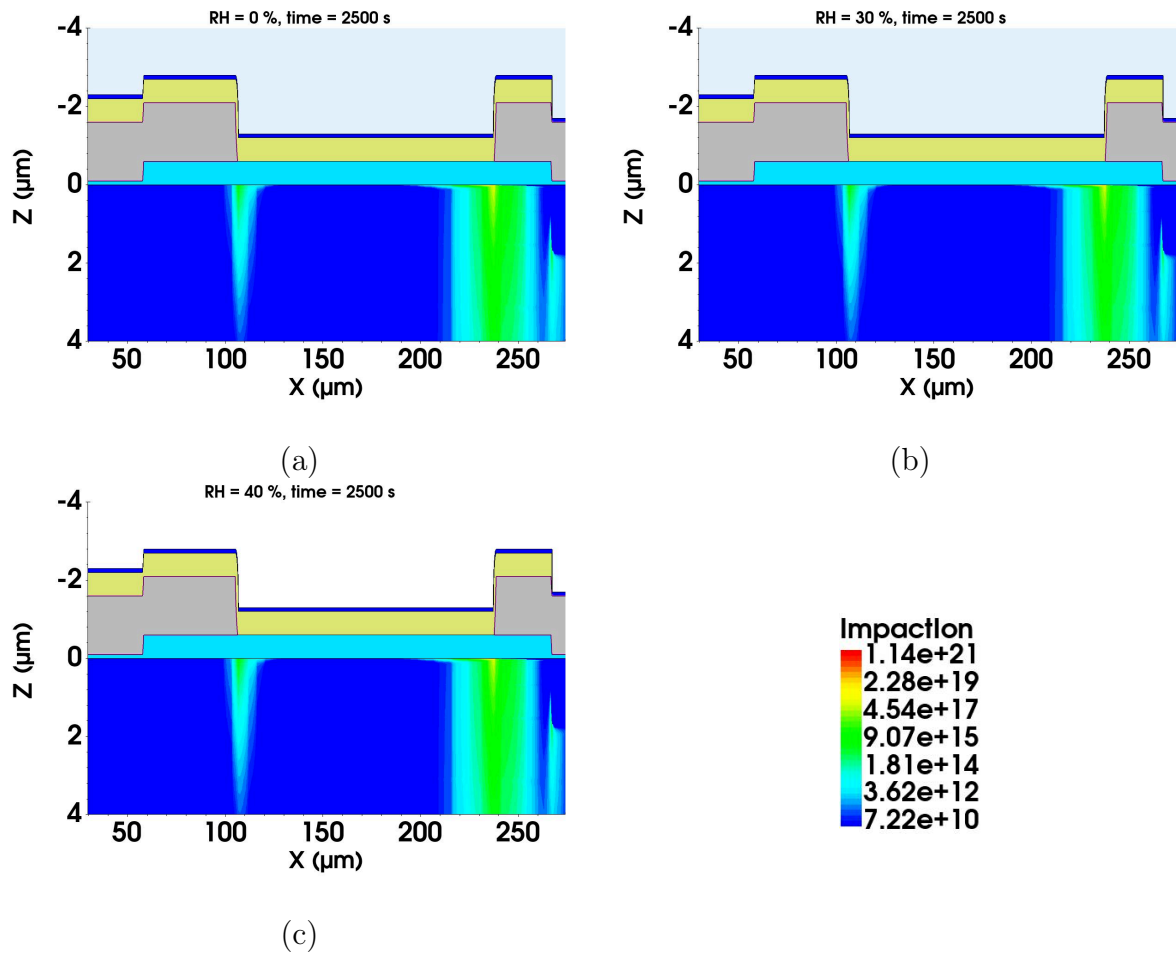 RH = 0 %, time = 2500 s
-4
-2
0
2
4
Z (µm)
50 100 150 200 250
X (µm)
(a)
RH = 30 %, time = 2500 s
-4
-2
0
2
4
Z (µm)
50 100 150 200 250
X (µm)
(b)
RH = 40 %, time = 2500 s
-4
-2
0
2
4
Z (µm)
50 100 150 200 250
X (µm)
(c)
ImpactIon
1.14e+21
2.28e+19
4.54e+17
9.07e+15
1.81e+14
3.62e+12
7.22e+10